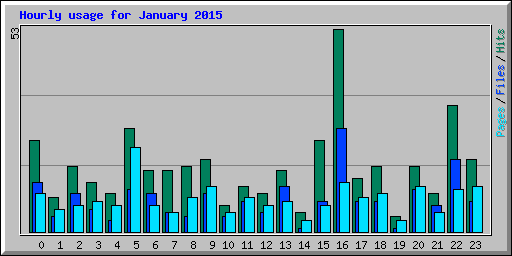 Hourly usage for January 2015
53
Pages/Files/Hits
0 1 2 3 4 5 6 7 8 9 10 11 12 13 14 15 16 17 18 19 20 21 22 23